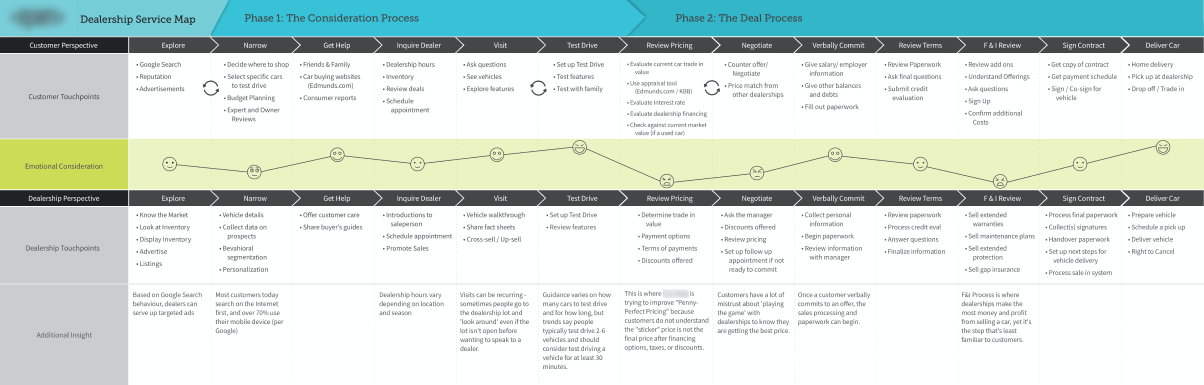 Dealership Service Map
Phase 1: The Consideration Process
Phase 2: The Deal Process
Customer Perspective
Explore
Narrow
Get Help
Inquire Dealer
Visit
Test Drive
Review Pricing
Negotiate
Verbally Commit
Review Terms
F & I Review
Sign Contract
Deliver Car
Customer Touchpoints
• Google Search
• Reputation
• Advertisements
• Decide where to shop
• Select specific cars
to test drive
• Budget Planning
• Expert and Owner
Reviews
• Friends & Family
• Car buying websites
(Edmunds.com)
• Consumer reports
• Dealership hours
• Inventory
• Review deals
• Schedule
appointment
• Ask questions
• See vehicles
• Explore features
• Set up Test Drive
• Test features
• Test with family
• Evaluate current car trade in
value
• Use appraisal tool
(Edmunds.com / KBB)
• Evaluate Interest rate
• Evaluate dealership financing
• Check against current market
value (if a used car)
• Counter offer/
Negotiate
• Price match from
other dealerships
• Give salary/ employer
information
• Give other balances
and debts
• Fill out paperwork
• Review Paperwork
• Ask final questions
• Submit credit
evaluation
• Review add ons
• Understand Offerings
• Ask questions
• Sign Up
• Confirm additional
Costs
• Get copy of contract
• Get payment schedule
• Sign / Co-sign for
vehicle
• Home delivery
• Pick up at dealership
• Drop off / Trade in
Emotional Consideration
Dealership Perspective
Explore
Narrow
Get Help
Inquire Dealer
Visit
Test Drive
Review Pricing
Negotiate
Verbally Commit
Review Terms
F & I Review
Sign Contract
Deliver Car
Dealership Touchpoints
• Know the Market
• Look at Inventory
• Display Inventory
• Advertise
• Listings
• Vehicle details
• Collect data on
prospects
• Bevahioral
segmentation
• Personalization
• Offer customer care
• Share buyer's guides
• Introductions to
salesperson
• Schedule appointment
• Promote Sales
• Vehicle walkthrough
• Share fact sheets
• Cross-sell / Up-sell
• Set up Test Drive
• Review features
• Determine trade in
value
• Payment options
• Terms of payments
• Discounts offered
• Ask the manager
• Discounts offered
• Review pricing
• Set up follow up
appointment if not
ready to commit
• Collect personal
information
• Begin paperwork
• Review information
with manager
• Review paperwork
• Process credit eval
• Answer questions
• Finalize information
• Sell extended
warranties
• Sell maintenance plans
• Sell extended
protection
• Sell gap insurance
• Process final paperwork
• Collect(s) signatures
• Handover paperwork
• Set up next steps for
vehicle delivery
• Process sale in system
• Prepare vehicle
• Schedule a pick up
• Deliver vehicle
• Right to Cancel
Additional Insight
Based on Google Search
behaviour, dealers can
serve up targeted ads
Most customers today
search on the Internet
first, and over 70% use
their mobile device (per
Google)
Dealership hours vary
depending on location
and season
Visits can be recurring -
sometimes people go to
the dealership lot and
'look around' even if the
lot isn't open before
wanting to speak to a
dealer.
Guidance varies on how
many cars to test drive
and for how long, but
trends say people
typically test drive 2-6
vehicles and should
consider test driving a
vehicle for at least 30
minutes.
This is where is
trying to improve "Penny-
Perfect Pricing" because
customers do not understand
the "sticker" price is not the
final price after financing
options, taxes, or discounts.
Customers have a lot of
mistrust about 'playing
the game' with
dealerships to know they
are getting the best price.
Once a customer verbally
commits to an offer, the
sales processing and
paperwork can begin.
F&I Process is where
dealerships make the
most money and profit
from selling a car, yet it's
the step that's least
familiar to customers.